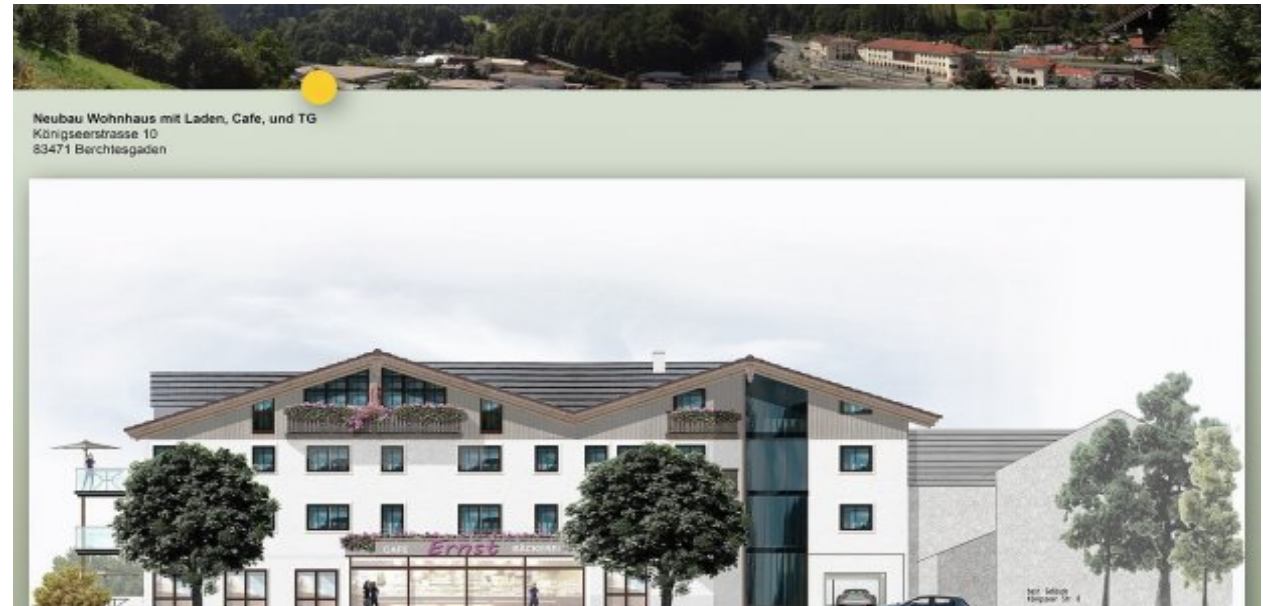 Neubau Wohnhaus mit Laden, Cafe, und TG
Königseerstrasse 10
83471 Berchtesgaden
CAFE Ernst BÄCKEREI